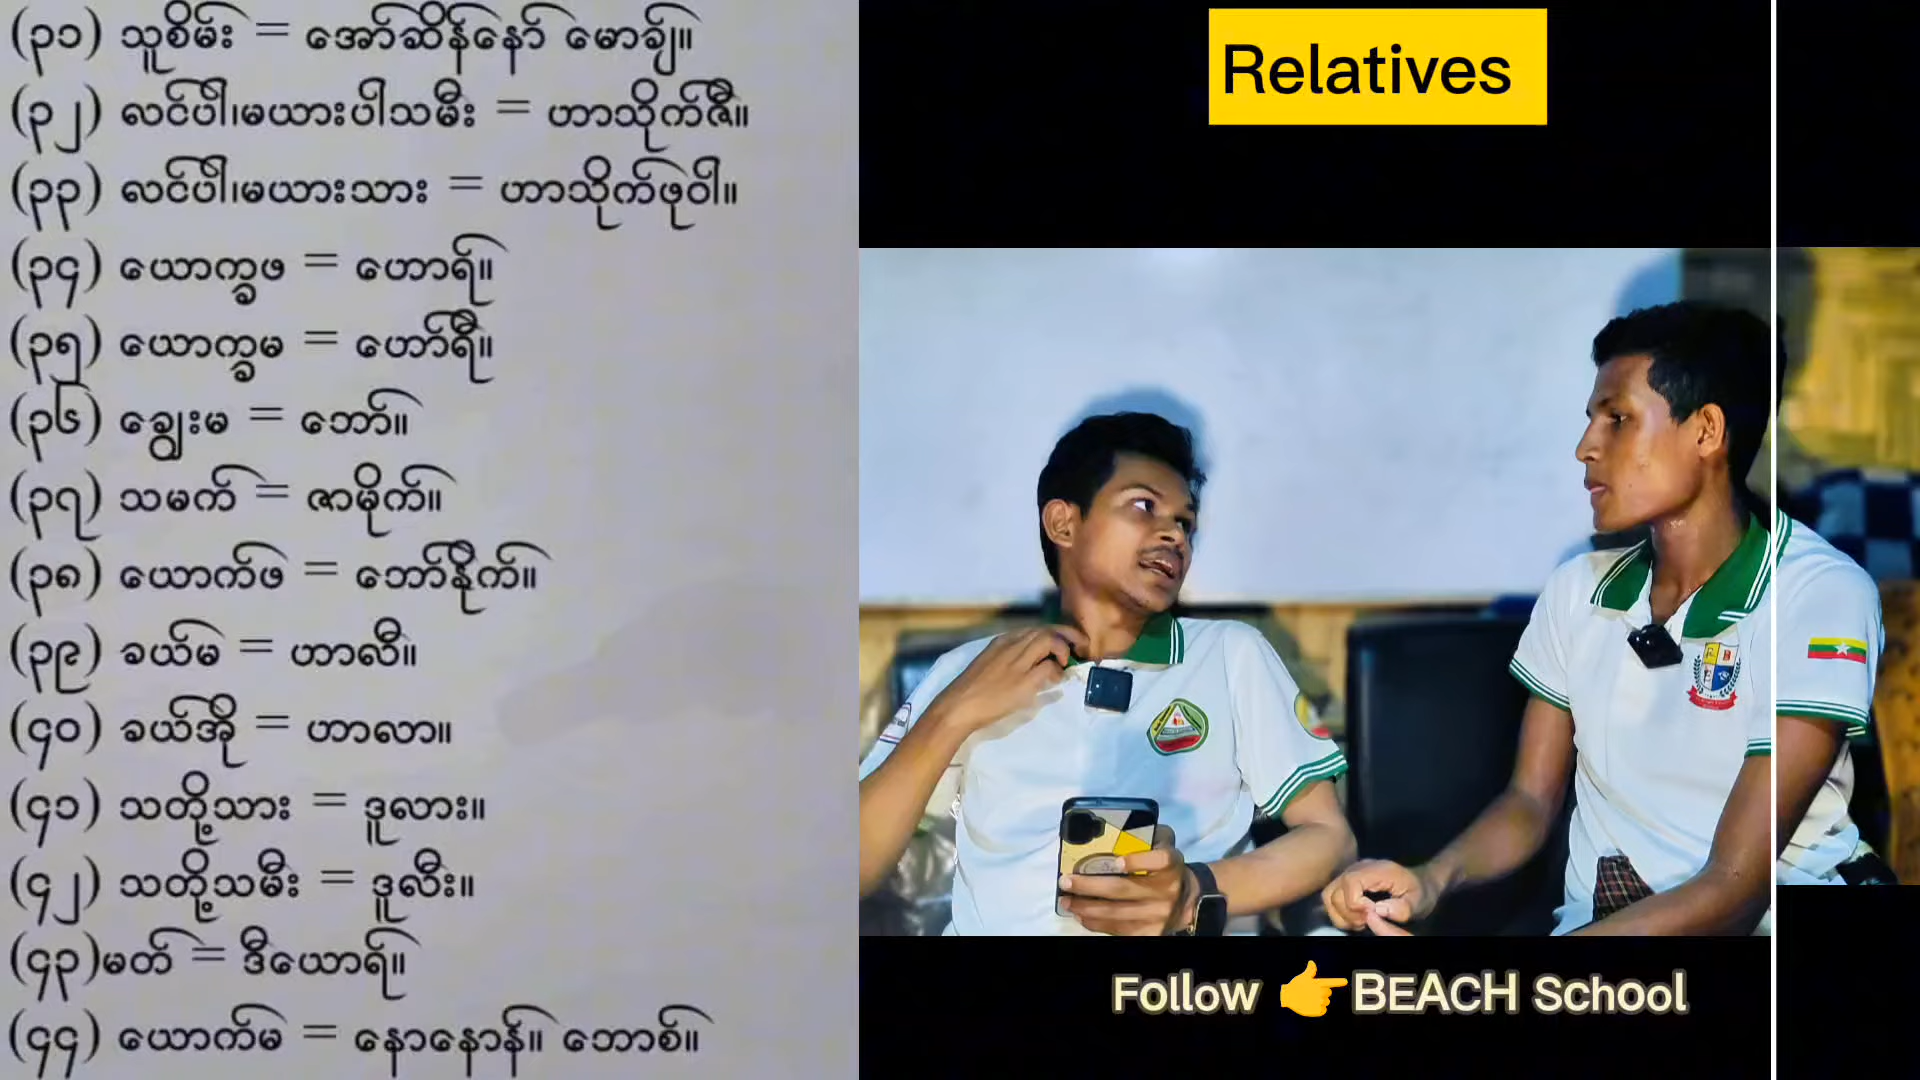 (၃၁) သူစိမ်း = အော်ဆိန်နော် မောချ်။
(၃၂) လင်ပါ၊မယားပါသမီး = ဟာသိုက်ဇီ။
(၃၃) လင်ပါ၊မယားသား = ဟာသိုက်ဖုဝါ။
(၃၄) ယောက္ခဖ = ဟောရ်။
(၃၅) ယောက္ခမ = ဟော်ရီ။
(၃၆) ချွေးမ = ဘော်။
(၃၇) သမက် = ဇာမိုက်။
(၃၈) ယောက်ဖ = ဘော်နိုက်။
(၃၉) ခယ်မ = ဟာလီ။
(၄၀) ခယ်အို = ဟာလာ။
(၄၁) သတို့သား = ဒူလား။
(၄၂) သတို့သမီး = ဒူလီး။
(၄၃)မတ် = ဒီယောရ်။
(၄၄) ယောက်မ = နောနောန်။ ဘောစ်။
Relatives
Follow 👉BEACH School